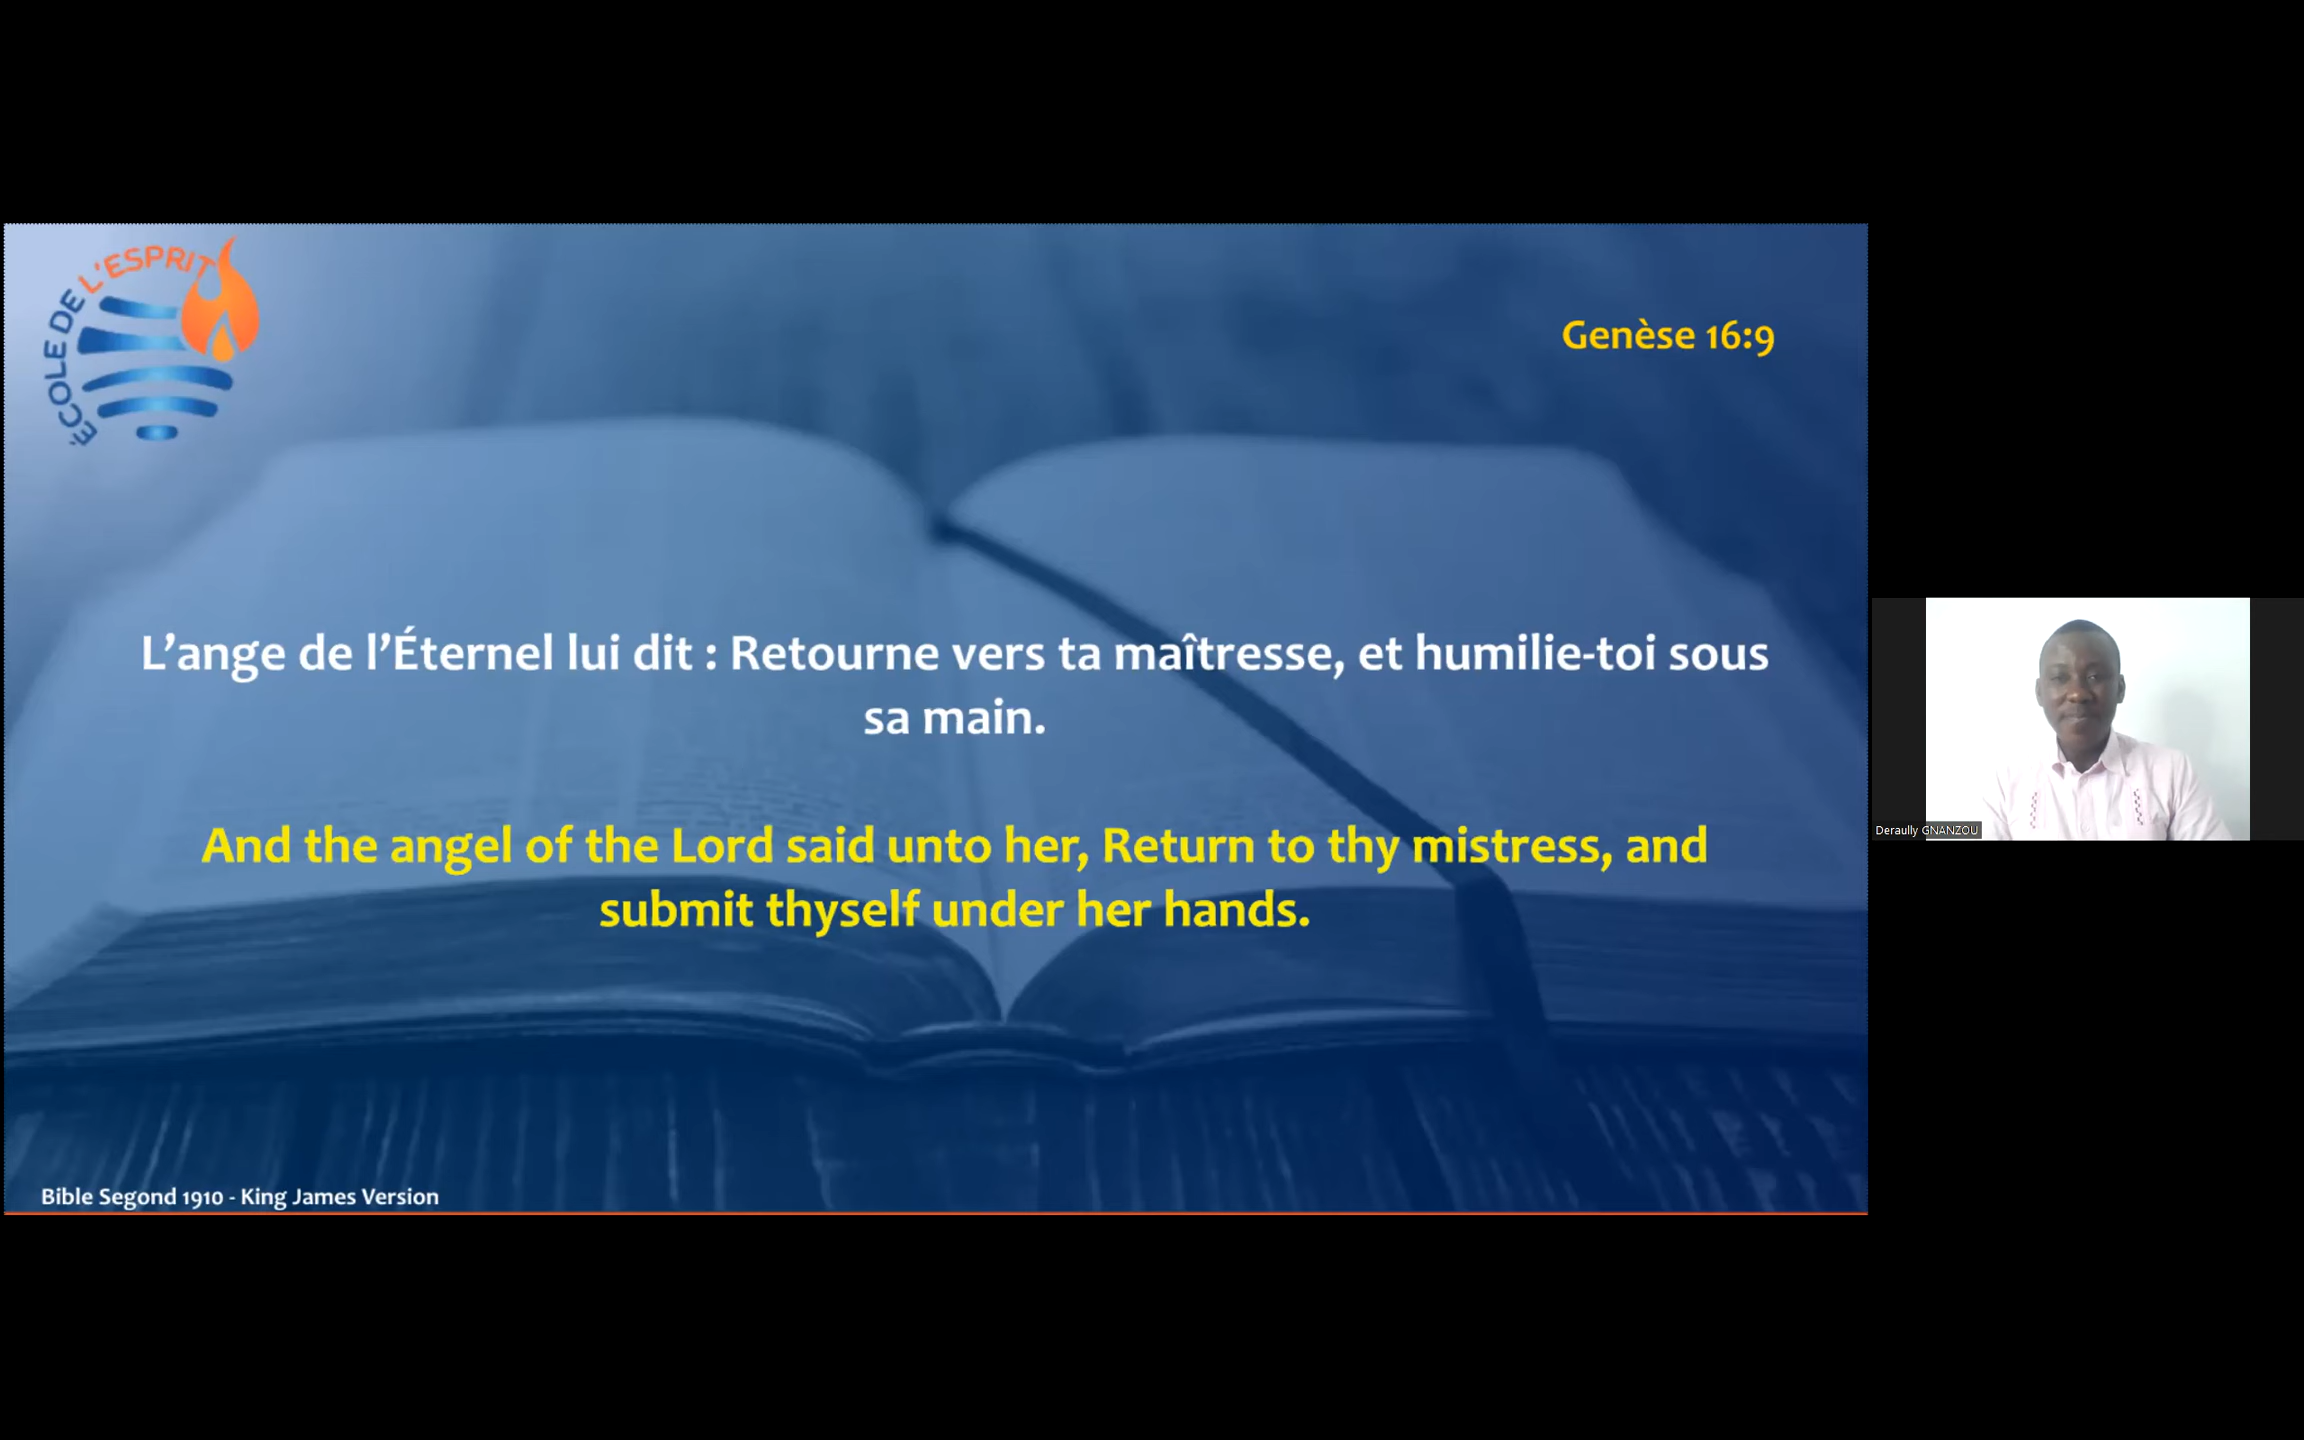 ÉCOLE DE L'ESPRIT
Genèse 16:9
L’ange de l’Éternel lui dit : Retourne vers ta maîtresse, et humilie-toi sous
sa main.
And the angel of the Lord said unto her, Return to thy mistress, and
submit thyself under her hands.
Deraully GNANZOU
Bible Segond 1910 - King James Version